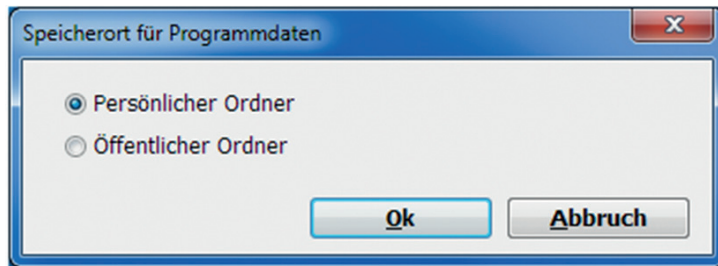 Speicherort für Programmdaten
Persönlicher Ordner
Öffentlicher Ordner
Ok Abbruch